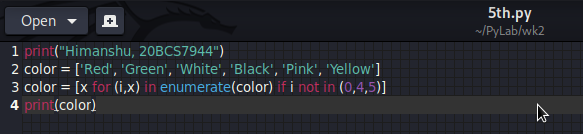 Open
5th.py
~/PyLab/wk2
1 print("Himanshu, 20BCS7944")
2 color = ['Red', 'Green', 'White', 'Black', 'Pink', 'Yellow']
3 color = [x for (i,x) in enumerate(color) if i not in (0,4,5)]
4 print(color)